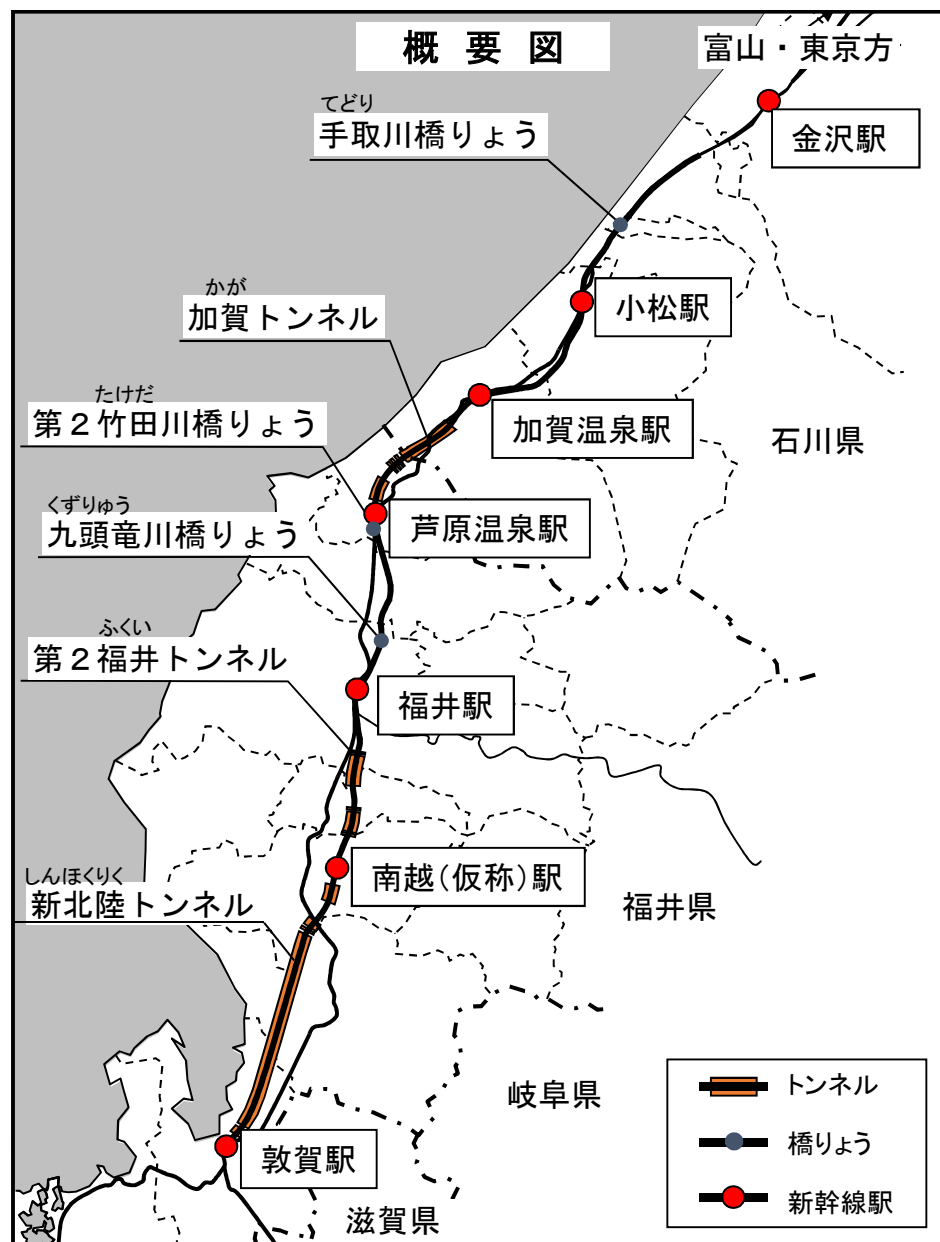 概要図
富山・東京方
金沢駅
てどり
手取川橋りょう
小松駅
かが
加賀トンネル
加賀温泉駅
石川県
たけだ
第２竹田川橋りょう
芦原温泉駅
くずりゅう
九頭竜川橋りょう
ふくい
第２福井トンネル
福井駅
南越(仮称)駅
しんほくりく
新北陸トンネル
福井県
岐阜県
敦賀駅
滋賀県
トンネル
橋りょう
新幹線駅